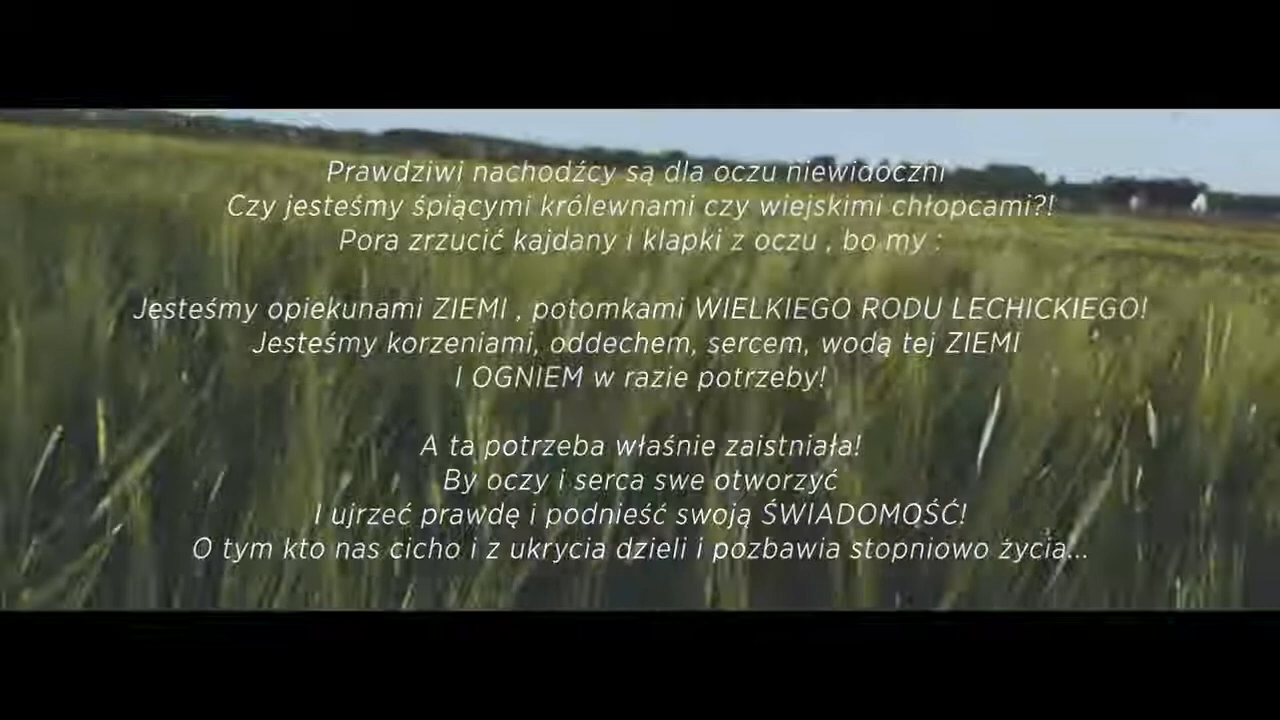 Prawdziwi nachodźcy są dla oczu niewidoczni
Czy jesteśmy śpiącymi królewnami czy wiejskimi chłopcami?!
Pora zrzucić kajdany i klapki z oczu , bo my :
Jesteśmy opiekunami ZIEMI , potomkami WIELKIEGO RODU LECHICKIEGO!
Jesteśmy korzeniami, oddechem, sercem, wodą tej ZIEMI
I OGNIEM w razie potrzeby!
A ta potrzeba właśnie zaistniała!
By oczy i serca swe otworzyć
I ujrzeć prawdę i podnieść swoją ŚWIADOMOŚĆ!
O tym kto nas cicho i z ukrycia dzieli i pozbawia stopniowo życia...